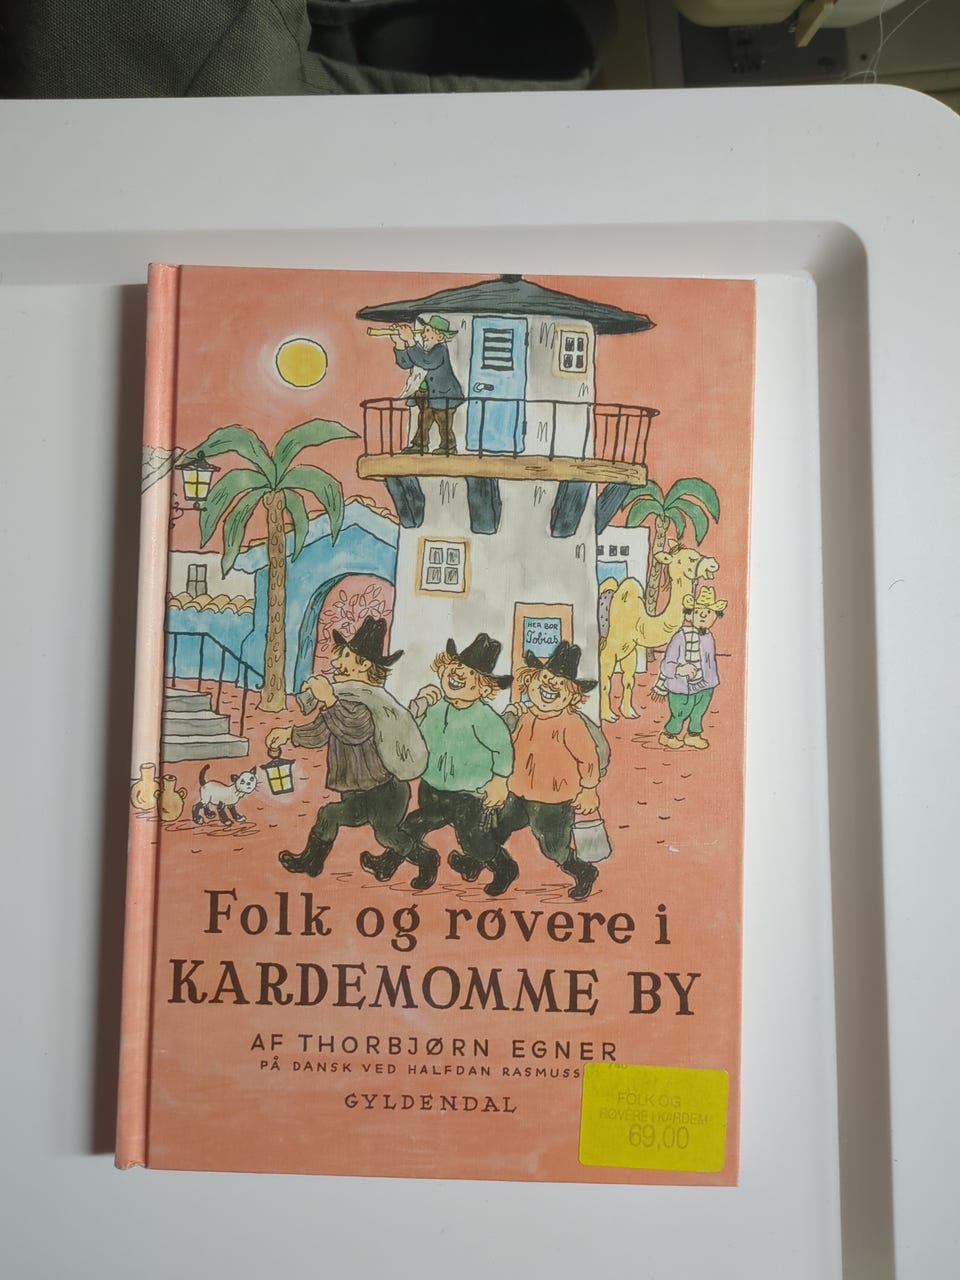 HER BOR
Tobias
Folk og røvere i
KARDEMOMME BY
AF THORBJØRN EGNER
PÅ DANSK VED HALFDAN
GYLDENDAL
FOLK OG
RØVERE I KARDEM
69,00